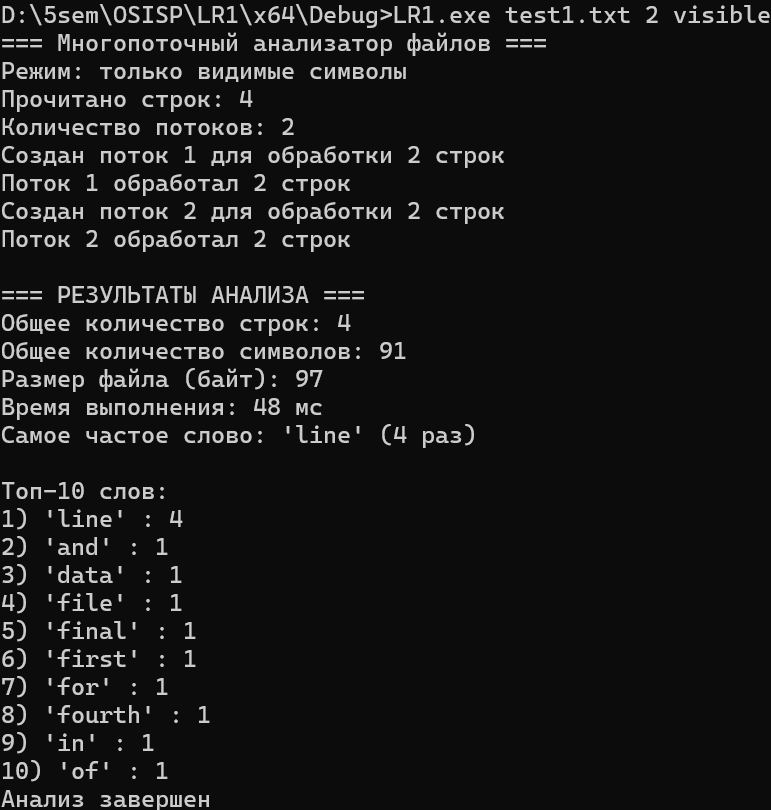 D:\5sem\OSISP\LR1\x64\Debug>LR1.exe test1.txt 2 visible
=== Многопоточный анализатор файлов ===
Режим: только видимые символы
Прочитано строк: 4
Количество потоков: 2
Создан поток 1 для обработки 2 строк
Поток 1 обработал 2 строк
Создан поток 2 для обработки 2 строк
Поток 2 обработал 2 строк
=== РЕЗУЛЬТАТЫ АНАЛИЗА ===
Общее количество строк: 4
Общее количество символов: 91
Размер файла (байт): 97
Время выполнения: 48 мс
Самое частое слово: 'line' (4 раз)
Топ-10 слов:
1) 'line' : 4
2) 'and' : 1
3) 'data' : 1
4) 'file' : 1
5) 'final' : 1
6) 'first' : 1
7) 'for' : 1
8) 'fourth' : 1
9) 'in' : 1
10) 'of' : 1
Анализ завершен